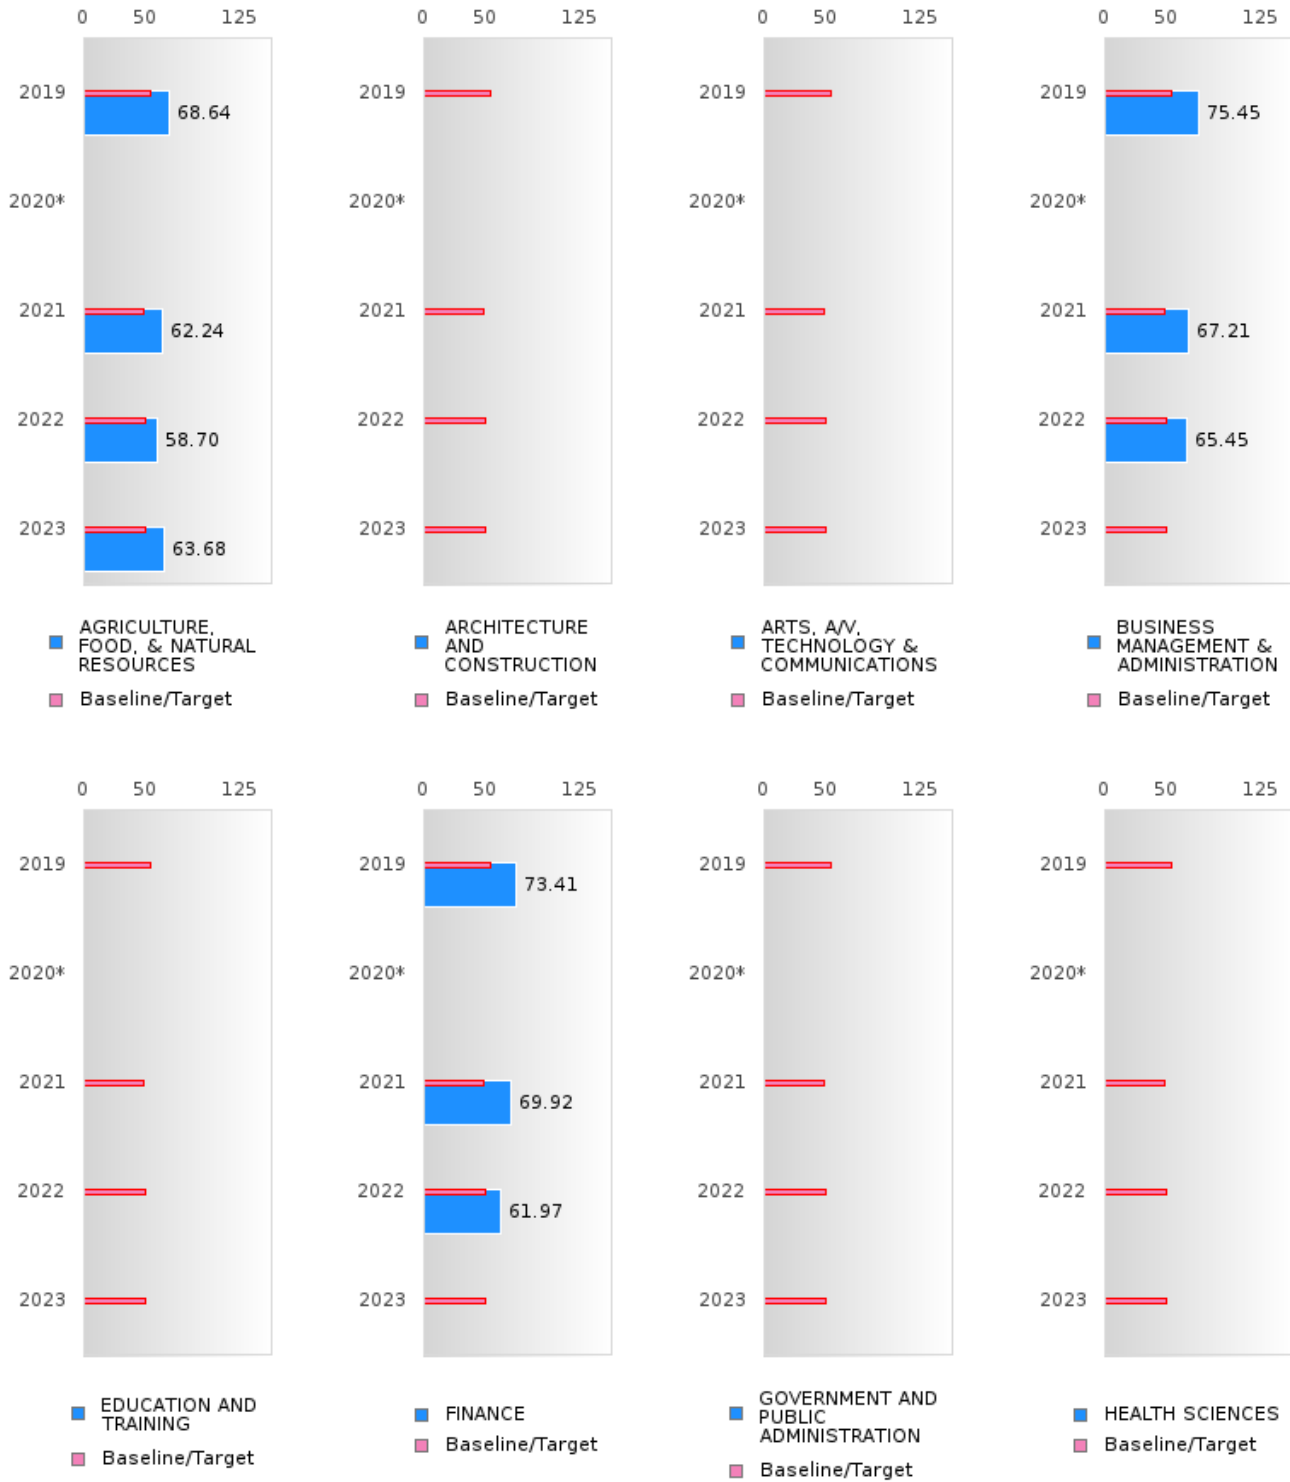 0 50 125
2019 68.64
2020*
2021 62.24
2022 58.70
2023 63.68
AGRICULTURE,
FOOD, & NATURAL
RESOURCES
Baseline/Target
0 50 125
2019
2020*
2021
2022
2023
ARCHITECTURE
AND
CONSTRUCTION
Baseline/Target
0 50 125
2019
2020*
2021
2022
2023
ARTS, A/V,
TECHNOLOGY &
COMMUNICATIONS
Baseline/Target
0 50 125
2019 75.45
2020*
2021 67.21
2022 65.45
2023
BUSINESS
MANAGEMENT &
ADMINISTRATION
Baseline/Target
0 50 125
2019
2020*
2021
2022
2023
EDUCATION AND
TRAINING
Baseline/Target
0 50 125
2019 73.41
2020*
2021 69.92
2022 61.97
2023
FINANCE
Baseline/Target
0 50 125
2019
2020*
2021
2022
2023
GOVERNMENT AND
PUBLIC
ADMINISTRATION
Baseline/Target
0 50 125
2019
2020*
2021
2022
2023
HEALTH SCIENCES
Baseline/Target